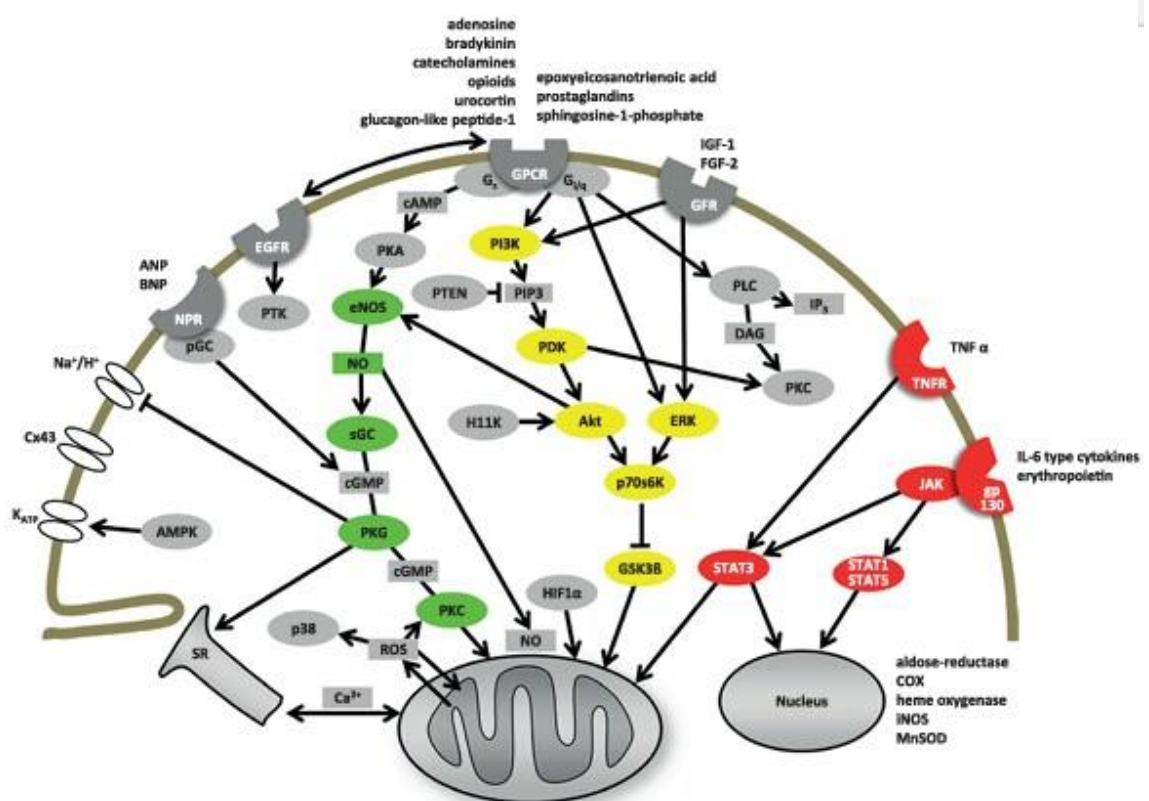 adenosine
bradykinin
catecholamines
opioids
urocortin
glucagon-like peptide-1
epoxyeicosanotrienoic acid
prostaglandins
sphingosine-1-phosphate
IGF-1
FGF-2
GPCR
Gs
Gi/q
GFR
cAMP
EGFR
PKA
PI3K
ANP
BNP
PTEN
PIP3
PLC
IP3
PTK
eNOS
NPR
pGC
DAG
PDK
TNF α
Na⁺/H⁺
NO
PKC
TNFR
H11K
Akt
ERK
Cx43
sGC
IL-6 type cytokines
erythropoietin
cGMP
p70s6K
JAK
gp
130
KATP
AMPK
PKG
cGMP
GSK3ß
STAT3
STAT1
STAT5
HIF1α
PKC
p38
ROS
NO
SR
Ca²⁺
Nucleus
aldose-reductase
COX
heme oxygenase
iNOS
MnSOD